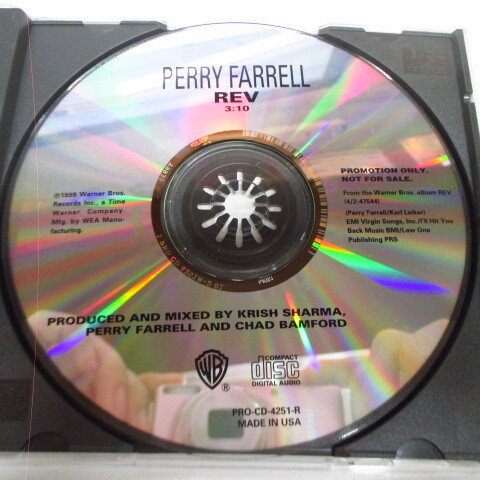 PERRY FARRELL
REV
3:10
℗1999 Warner Bros.
Records Inc., a Time
Warner Company.
Mfg. by WEA Manu-
facturing.
PROMOTION ONLY.
NOT FOR SALE.
From the Warner Bros. album REV
(4/2-47544)
(Perry Farrell/Karl Leiker)
EMI Virgin Songs, Inc./I'll Hit You
Back Music BMI/Low One
Publishing PRS
PRODUCED AND MIXED BY KRISH SHARMA,
PERRY FARRELL AND CHAD BAMFORD
WB
®
COMPACT
disc
DIGITAL AUDIO
PRO-CD-4251-R
MADE IN USA